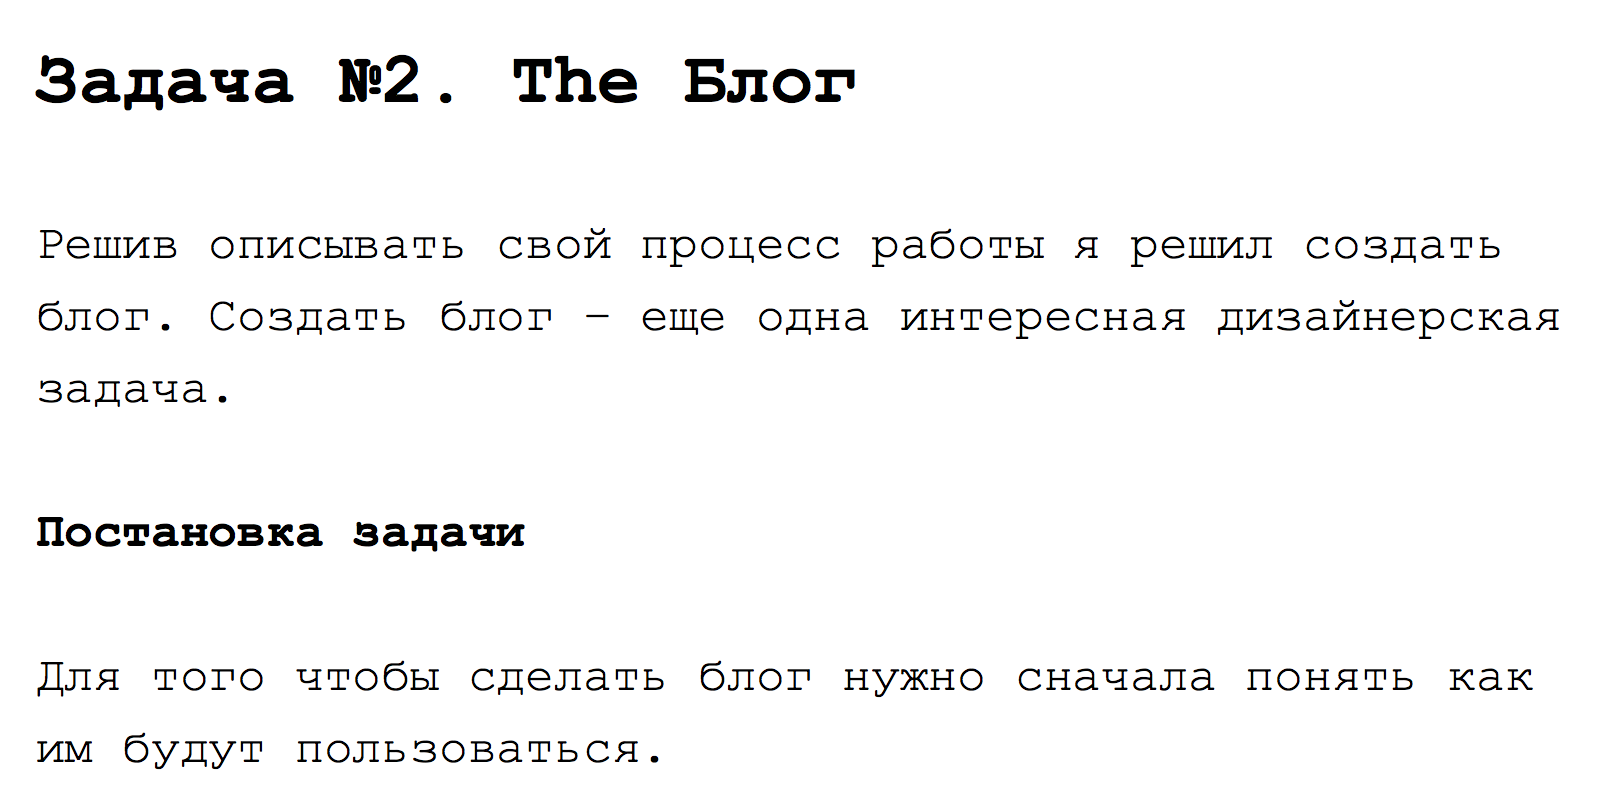 Задача №2. The Блог
Решив описывать свой процесс работы я решил создать
блог. Создать блог – еще одна интересная дизайнерская
задача.
Постановка задачи
Для того чтобы сделать блог нужно сначала понять как
им будут пользоваться.